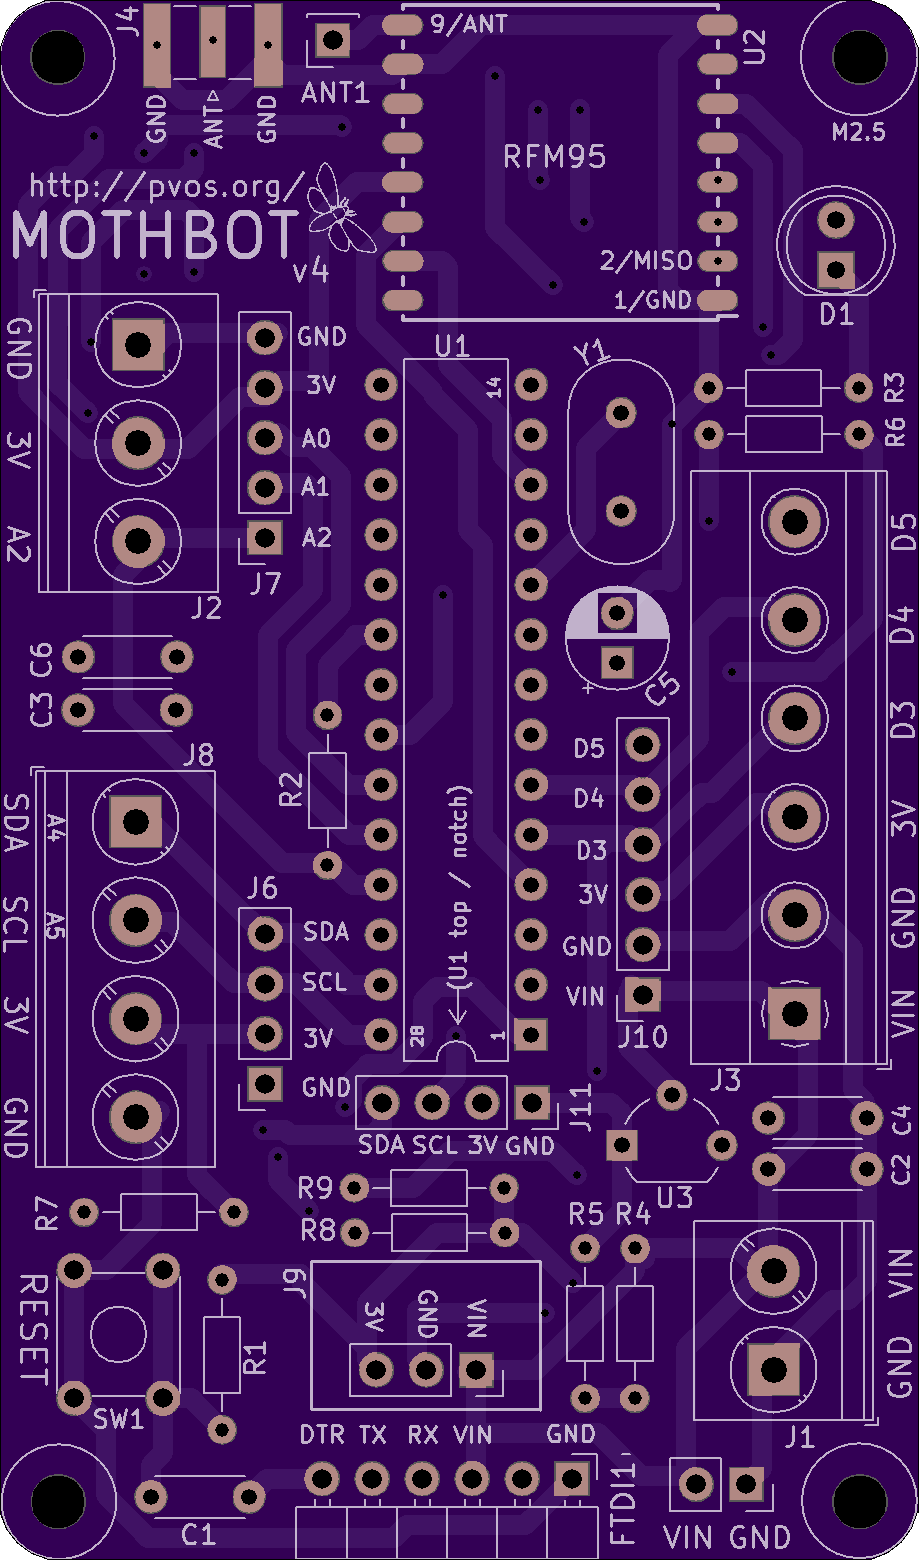 J4
9/ANT
U2
ANT1
GND
ANT
GND
M2.5
RFM95
http://pvos.org/
MOTHBOT
v4
2/MISO
1/GND
D1
GND
3V
A2
J2
GND
3V
A0
A1
A2
J7
U1
14
Y1
R3
R6
D5
D4
D3
3V
GND
VIN
J3
C6
C3
C5
+
R2
J8
SDA
A4
SCL
A5
3V
GND
J6
SDA
SCL
3V
GND
(U1 top / notch)
28
1
D5
D4
D3
3V
GND
VIN
J10
J11
SDA SCL 3V GND
C4
C2
U3
R9
R8
R7
R5 R4
RESET
SW1
R1
J9
3V
GND
VIN
VIN
GND
J1
DTR TX RX VIN
GND
FTDI1
C1
VIN GND